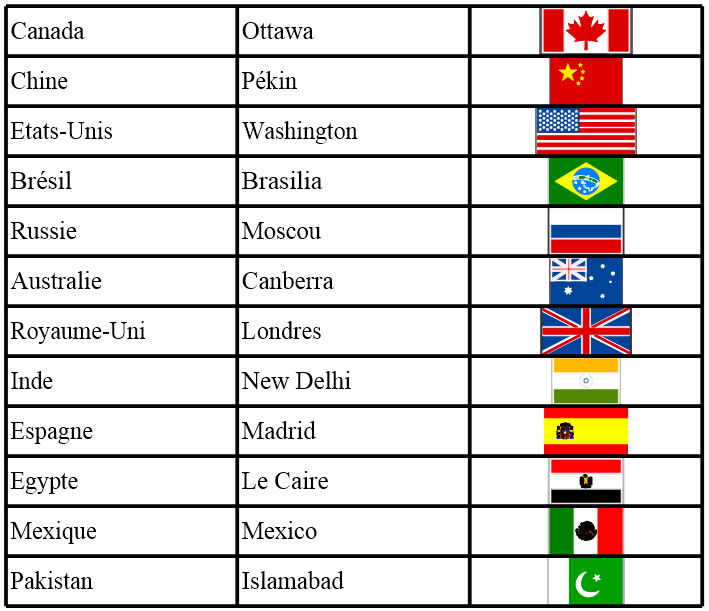 Canada Ottawa
Chine Pékin
Etats-Unis Washington
Brésil Brasilia
Russie Moscou
Australie Canberra
Royaume-Uni Londres
Inde New Delhi
Espagne Madrid
Egypte Le Caire
Mexique Mexico
Pakistan Islamabad